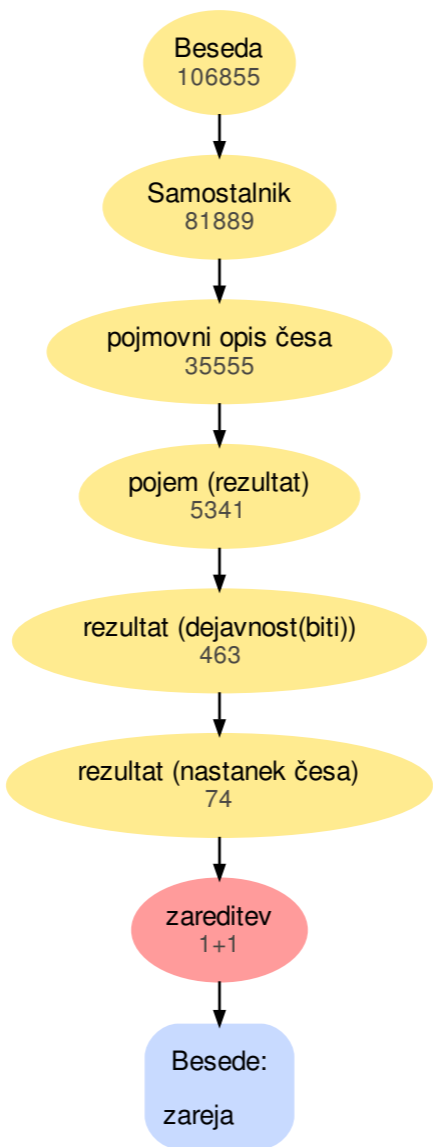 Beseda
106855
Samostalnik
81889
pojmovni opis česa
35555
pojem (rezultat)
5341
rezultat (dejavnost(biti))
463
rezultat (nastanek česa)
74
zareditev
1+1
Besede:
zareja